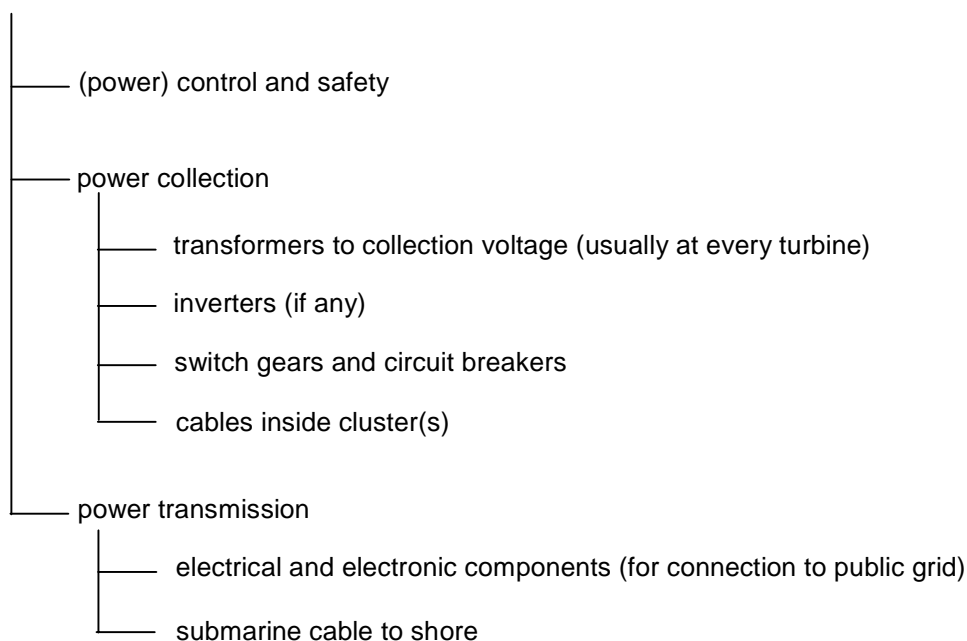 (power) control and safety
power collection
transformers to collection voltage (usually at every turbine)
inverters (if any)
switch gears and circuit breakers
cables inside cluster(s)
power transmission
electrical and electronic components (for connection to public grid)
submarine cable to shore